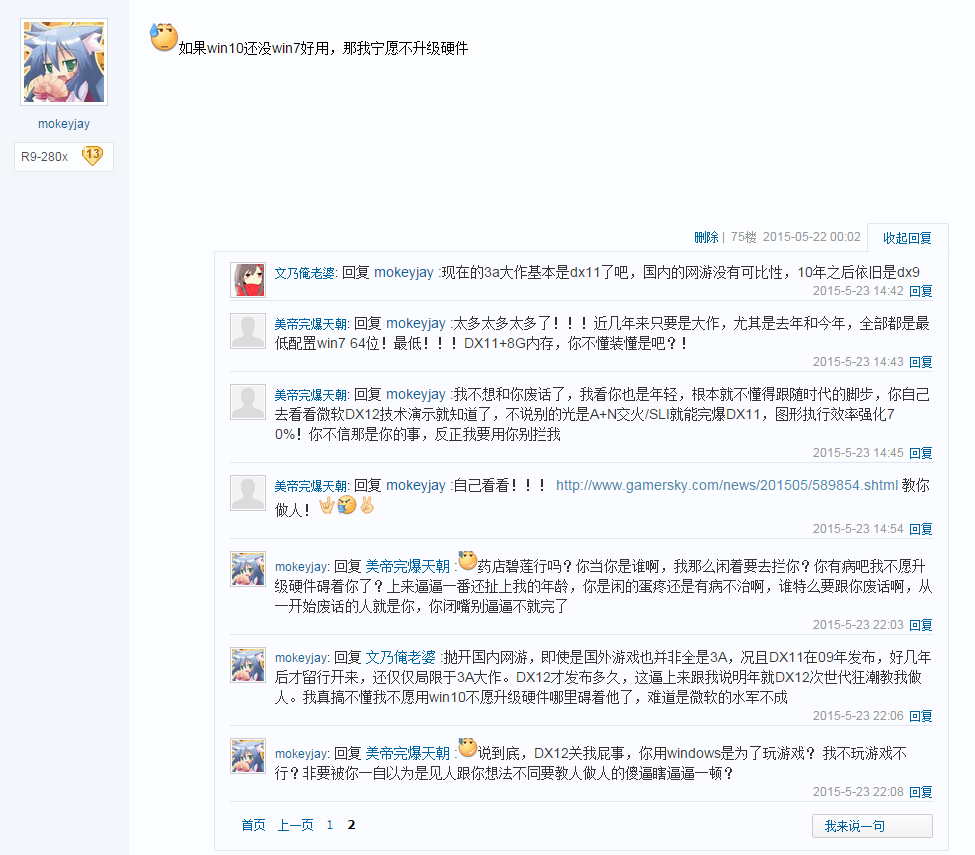 如果win10还没win7好用，那我宁愿不升级硬件
mokeyjay
R9-280x 13
删除 | 75楼 2015-05-22 00:02 收起回复
文乃俺老婆: 回复 mokeyjay :现在的3a大作基本是dx11了吧，国内的网游没有可比性，10年之后依旧是dx9
2015-5-23 14:42 回复
美帝完爆天朝: 回复 mokeyjay :太多太多太多了！！！近几年来只要是大作，尤其是去年和今年，全部都是最
低配置win7 64位！最低！！！DX11+8G内存，你不懂装懂是吧？！
2015-5-23 14:43 回复
美帝完爆天朝: 回复 mokeyjay :我不想和你废话了，我看你也是年轻，根本就不懂得跟随时代的脚步，你自己
去看看微软DX12技术演示就知道了，不说别的光是A+N交火/SLI就能完爆DX11，图形执行效率强化7
0%！你不信那是你的事，反正我要用你别拦我
2015-5-23 14:45 回复
美帝完爆天朝: 回复 mokeyjay :自己看看！！！ http://www.gamersky.com/news/201505/589854.shtml 教你
做人！
2015-5-23 14:54 回复
mokeyjay: 回复 美帝完爆天朝 :药店碧莲行吗？你当你是谁啊，我那么闲着要去拦你？你有病吧我不愿升
级硬件碍着你了？上来逼逼一番还扯上我的年龄，你是闲的蛋疼还是有病不治啊，谁特么要跟你废话啊，从
一开始废话的人就是你，你闭嘴别逼逼不就完了
2015-5-23 22:03 回复
mokeyjay: 回复 文乃俺老婆 :抛开国内网游，即使是国外游戏也并非全是3A，况且DX11在09年发布，好几年
后才留行开来，还仅仅局限于3A大作。DX12才发布多久，这逼上来跟我说明年就DX12次世代狂潮教我做
人。我真搞不懂我不愿用win10不愿升级硬件哪里碍着他了，难道是微软的水军不成
2015-5-23 22:06 回复
mokeyjay: 回复 美帝完爆天朝 :说到底，DX12关我屁事，你用windows是为了玩游戏？ 我不玩游戏不
行？非要被你一自以为是见人跟你想法不同要教人做人的傻逼瞎逼逼一顿？
2015-5-23 22:08 回复
首页 上一页 1 2 我来说一句